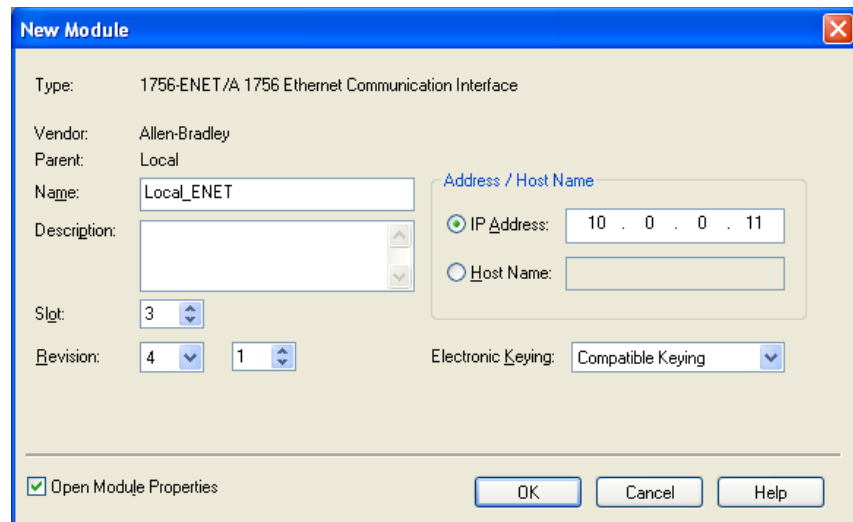 New Module
Type: 1756-ENET/A 1756 Ethernet Communication Interface
Vendor: Allen-Bradley
Parent: Local
Name: Local_ENET
Address / Host Name
IP Address: 10 . 0 . 0 . 11
Description:
Host Name:
Slot: 3
Revision: 4 1 Electronic Keying: Compatible Keying
Open Module Properties OK Cancel Help